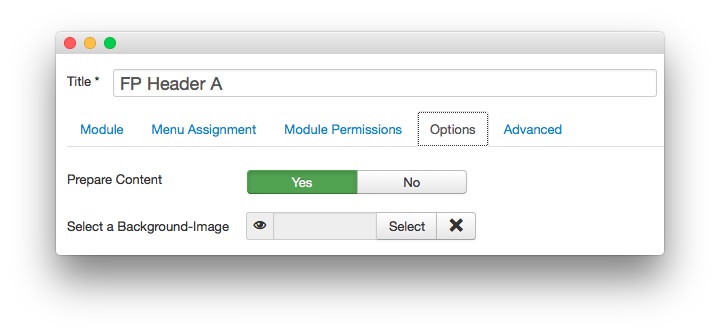 Title * FP Header A
Module Menu Assignment Module Permissions Options Advanced
Prepare Content Yes No
Select a Background-Image Select